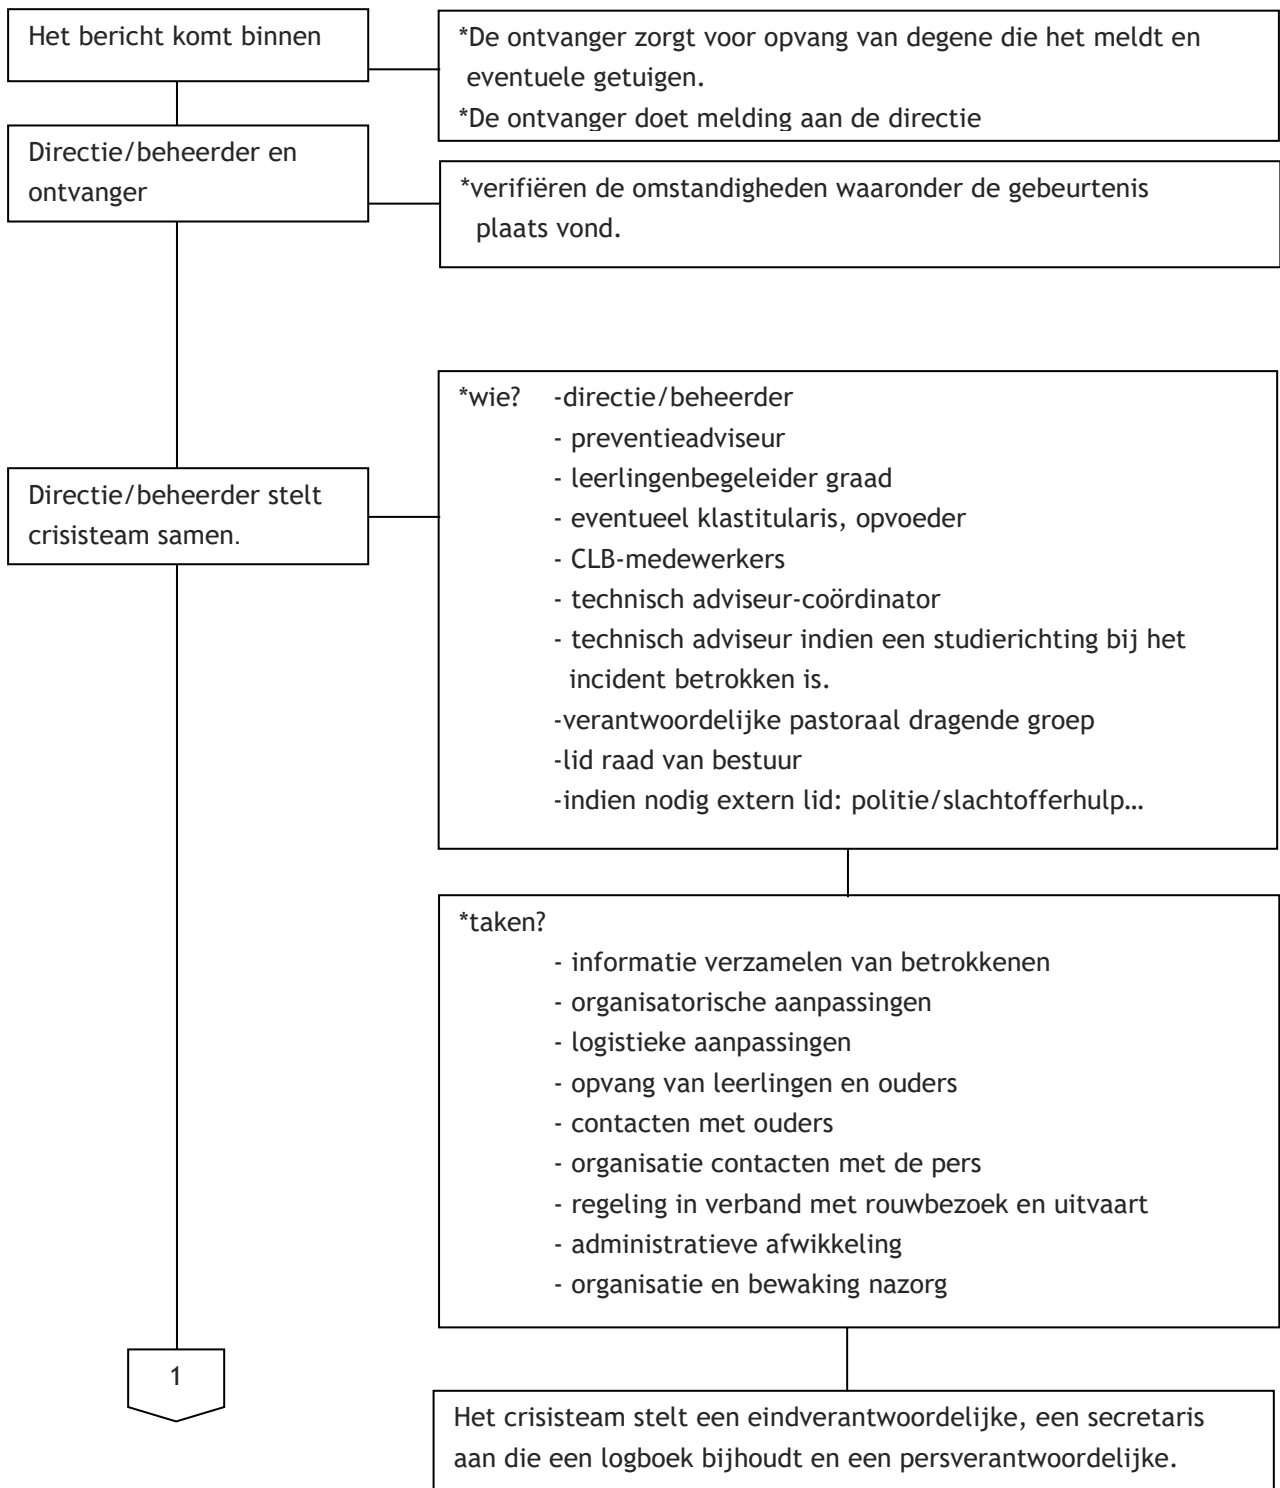 Het bericht komt binnen
*De ontvanger zorgt voor opvang van degene die het meldt en
eventuele getuigen.
*De ontvanger doet melding aan de directie
Directie/beheerder en
ontvanger
*verifiëren de omstandigheden waaronder de gebeurtenis
plaats vond.
Directie/beheerder stelt
crisisteam samen.
*wie? -directie/beheerder
- preventieadviseur
- leerlingenbegeleider graad
- eventueel klastitularis, opvoeder
- CLB-medewerkers
- technisch adviseur-coördinator
- technisch adviseur indien een studierichting bij het
incident betrokken is.
-verantwoordelijke pastoraal dragende groep
-lid raad van bestuur
-indien nodig extern lid: politie/slachtofferhulp…
*taken?
- informatie verzamelen van betrokkenen
- organisatorische aanpassingen
- logistieke aanpassingen
- opvang van leerlingen en ouders
- contacten met ouders
- organisatie contacten met de pers
- regeling in verband met rouwbezoek en uitvaart
- administratieve afwikkeling
- organisatie en bewaking nazorg
1
Het crisisteam stelt een eindverantwoordelijke, een secretaris
aan die een logboek bijhoudt en een persverantwoordelijke.